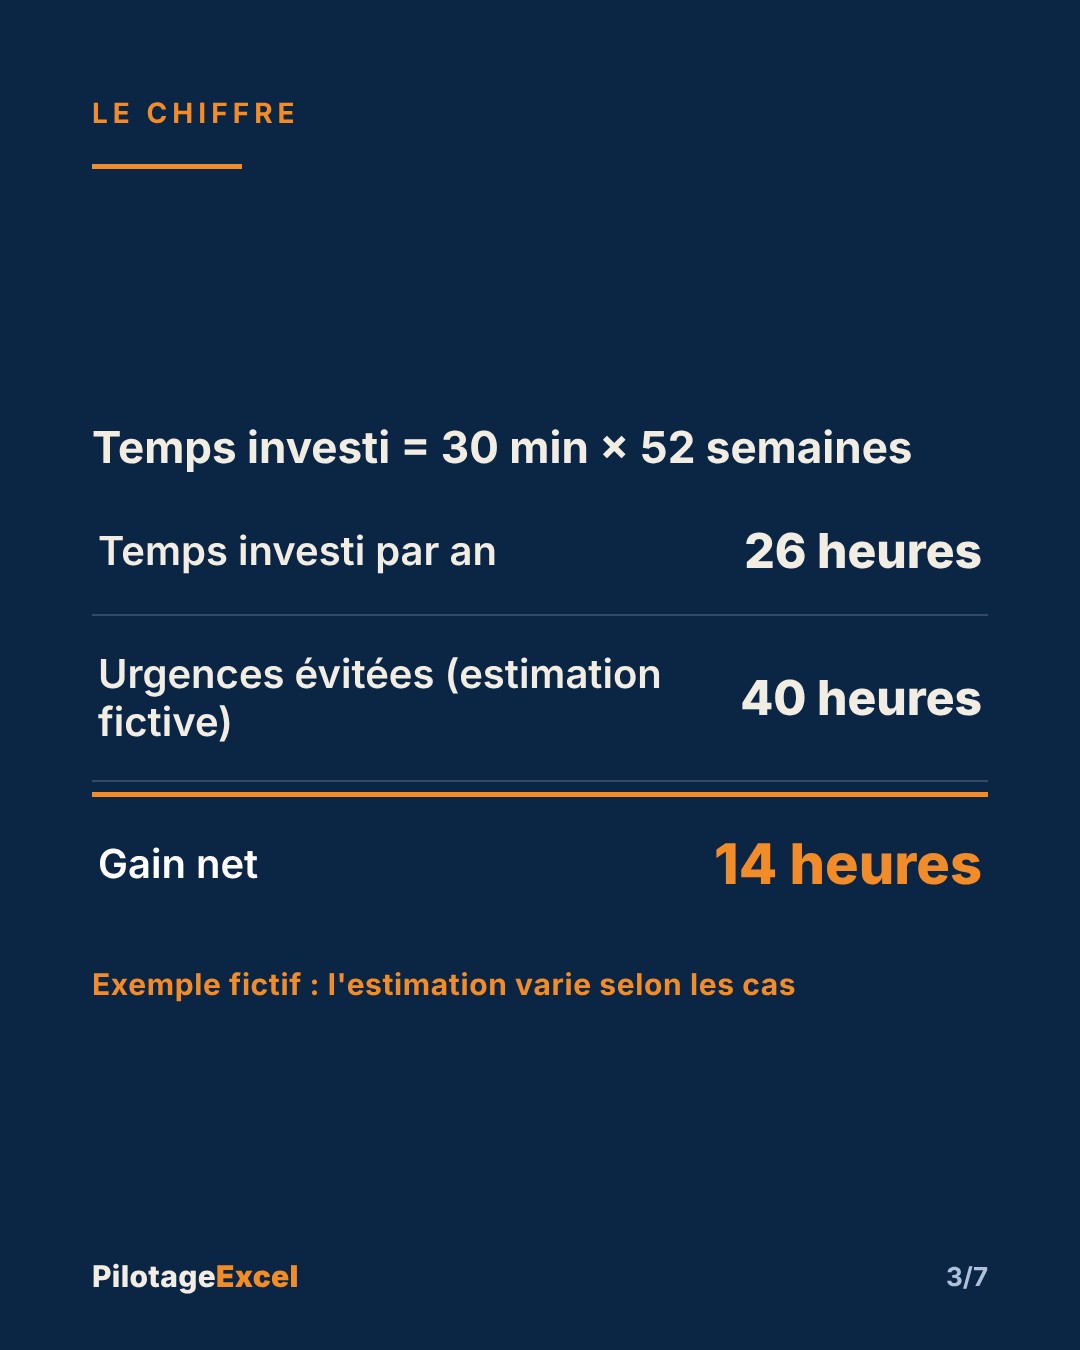 LE CHIFFRE
Temps investi = 30 min × 52 semaines
Temps investi par an 26 heures
Urgences évitées (estimation
fictive) 40 heures
Gain net 14 heures
Exemple fictif : l'estimation varie selon les cas
PilotageExcel 3/7